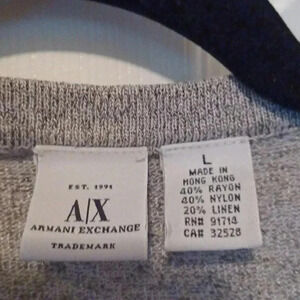 EST. 1991
A/X
ARMANI EXCHANGE
TRADEMARK
L
MADE IN
HONG KONG
40% RAYON
40% NYLON
20% LINEN
RN# 91714
CA# 32528